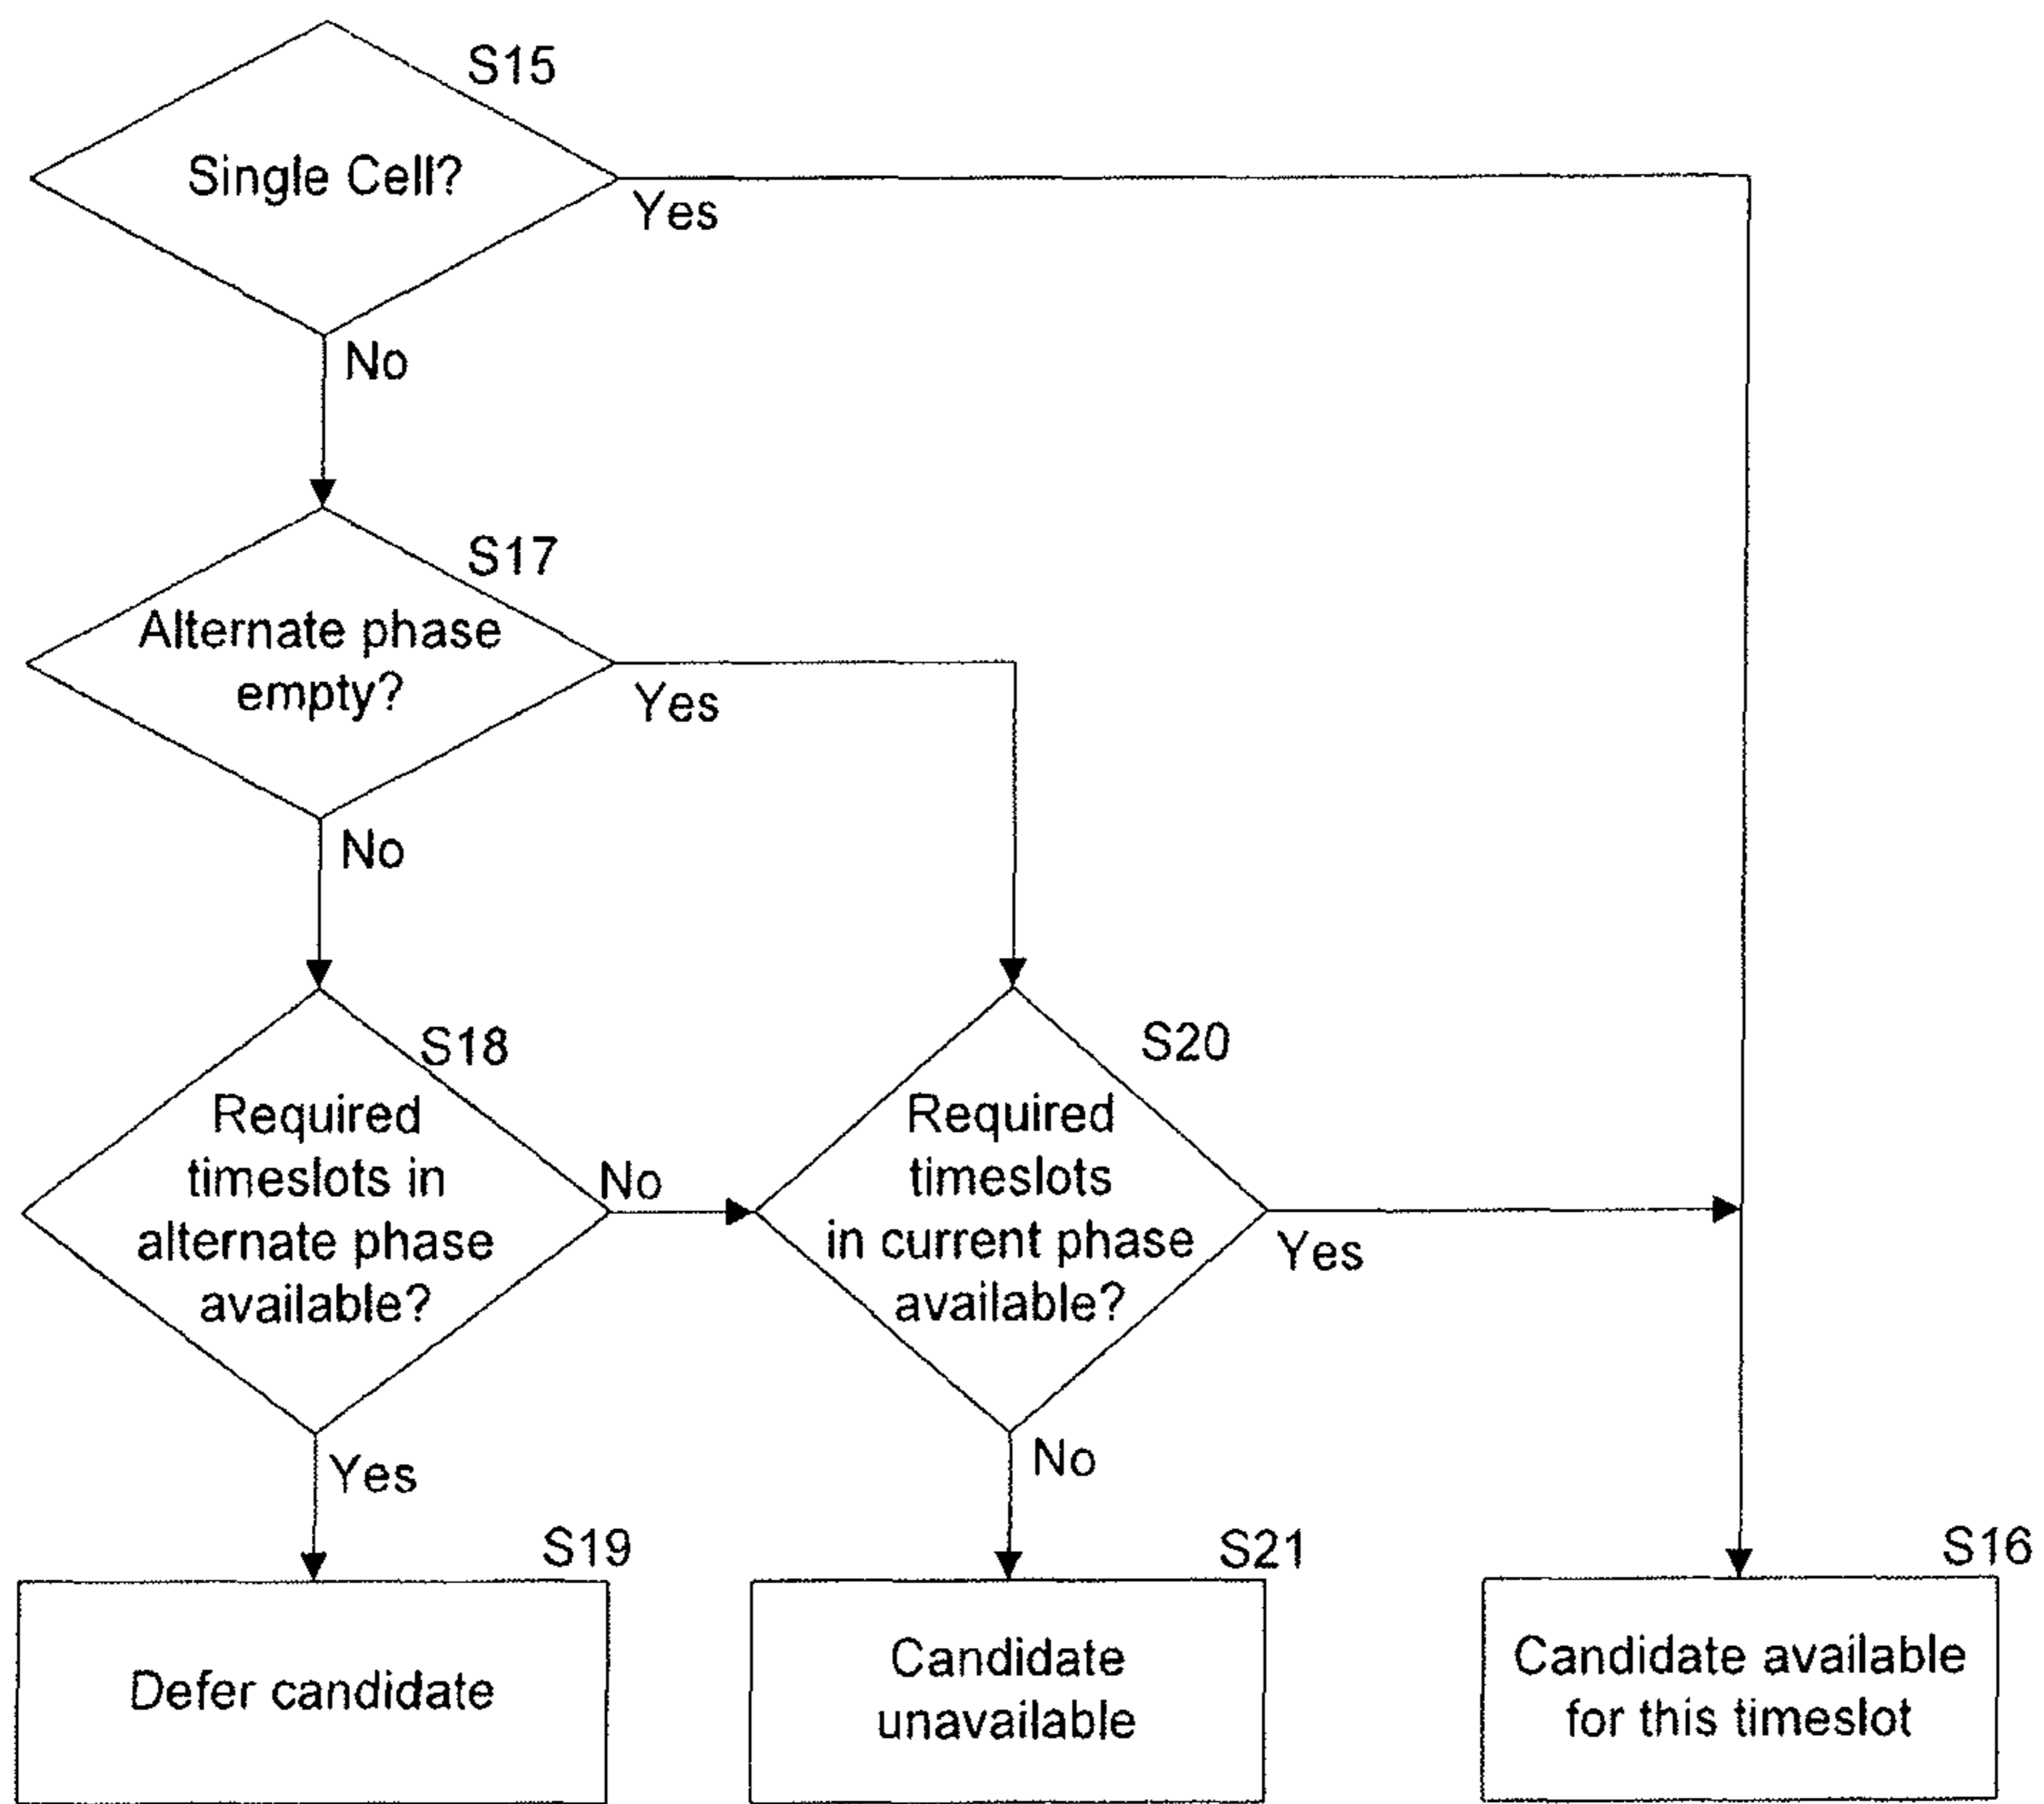 S15
Single Cell?
Yes
No
S17
Alternate phase
empty?
Yes
No
S18
Required
timeslots in
alternate phase
available?
No
Yes
S20
Required
timeslots
in current phase
available?
Yes
No
S19
Defer candidate
S21
Candidate
unavailable
S16
Candidate available
for this timeslot